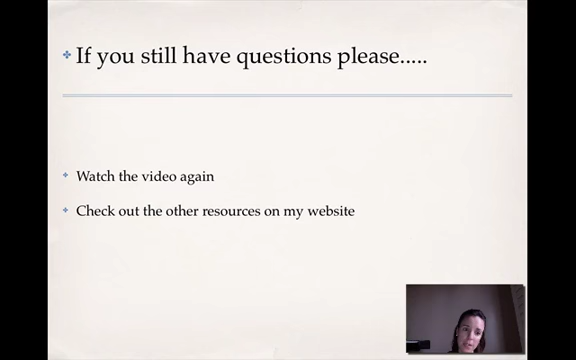 If you still have questions please.....
Watch the video again
Check out the other resources on my website